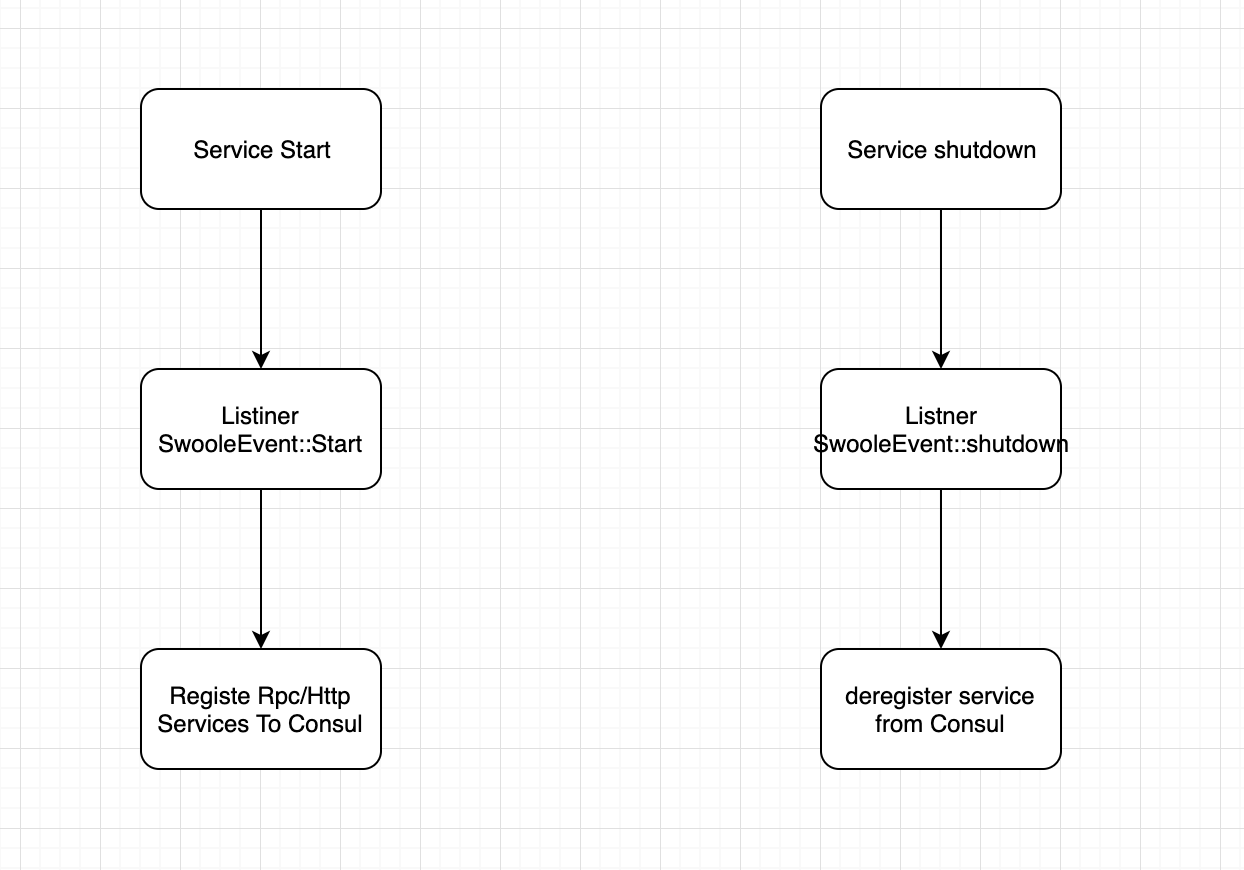 Service Start
Service shutdown
Listiner
SwooleEvent::Start
Listner
SwooleEvent::shutdown
Registe Rpc/Http
Services To Consul
deregister service
from Consul